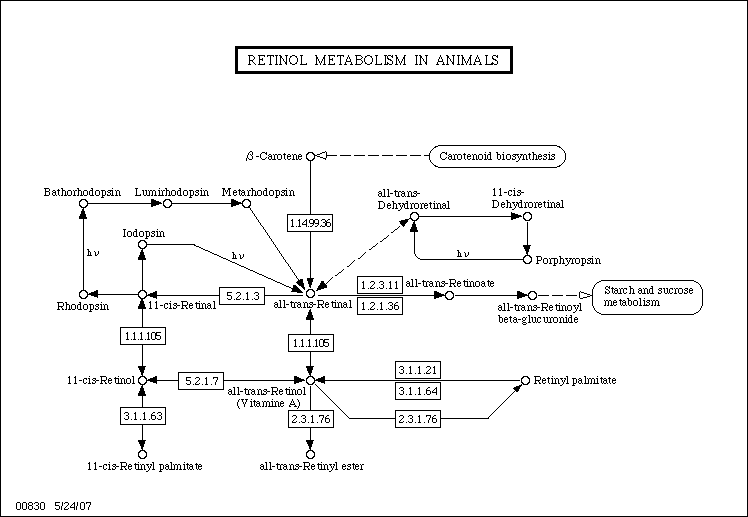 RETINOL METABOLISM IN ANIMALS
β-Carotene
Carotenoid biosynthesis
Bathorhodopsin
Lumirhodopsin
Metarhodopsin
all-trans-
Dehydroretinal
11-cis-
Dehydroretinal
1.14.99.36
Iodopsin
hν
hν
hν
Porphyropsin
Rhodopsin
11-cis-Retinal
5.2.1.3
all-trans-Retinal
1.2.3.11
1.2.1.36
all-trans-Retinoate
all-trans-Retinoyl
beta-glucuronide
Starch and sucrose
metabolism
1.1.1.105
1.1.1.105
11-cis-Retinol
5.2.1.7
all-trans-Retinol
(Vitamine A)
3.1.1.21
3.1.1.64
Retinyl palmitate
3.1.1.63
2.3.1.76
2.3.1.76
11-cis-Retinyl palmitate
all-trans-Retinyl ester
00830 5/24/07